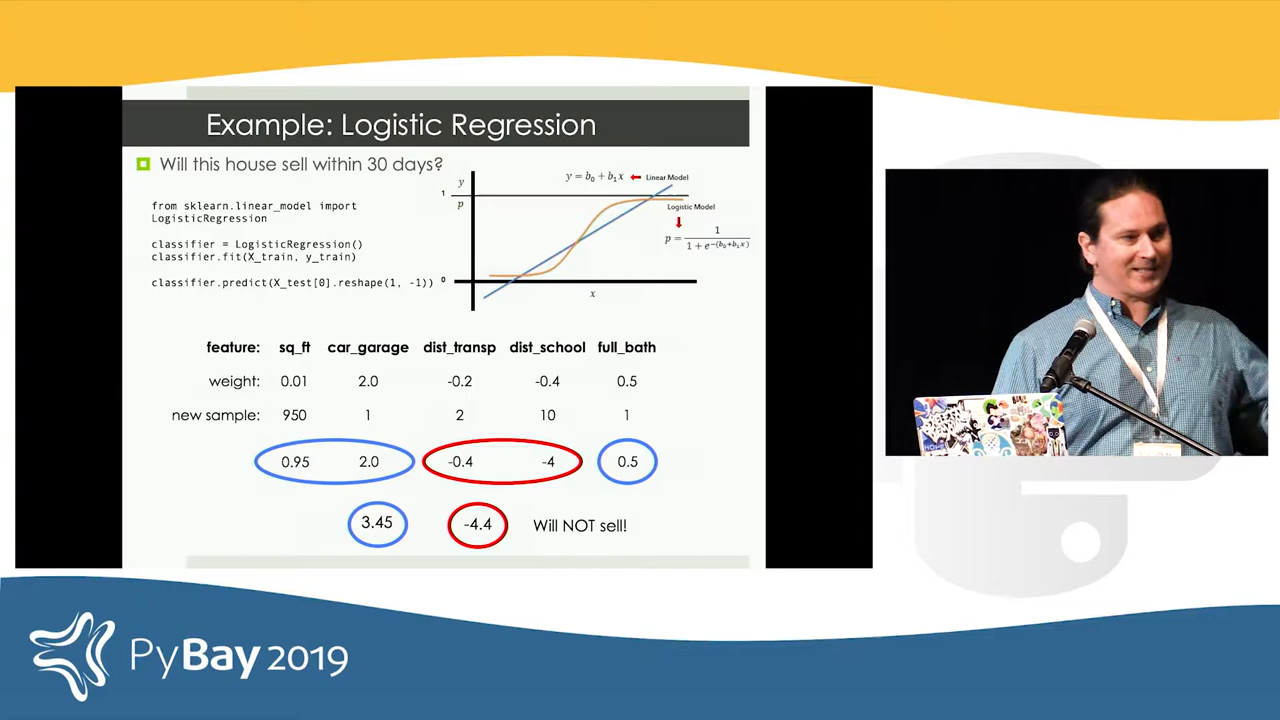 Example: Logistic Regression
Will this house sell within 30 days?
from sklearn.linear_model import
LogisticRegression
classifier = LogisticRegression()
classifier.fit(X_train, y_train)
classifier.predict(X_test[0].reshape(1, -1))
y
1
p
0
x
y = b₀ + b₁x
Linear Model
Logistic Model
p = 1 / 1 + e^-(b₀+b₁x)
feature: sq_ft car_garage dist_transp dist_school full_bath
weight: 0.01 2.0 -0.2 -0.4 0.5
new sample: 950 1 2 10 1
0.95 2.0 -0.4 -4 0.5
3.45 -4.4 Will NOT sell!
PyBay 2019